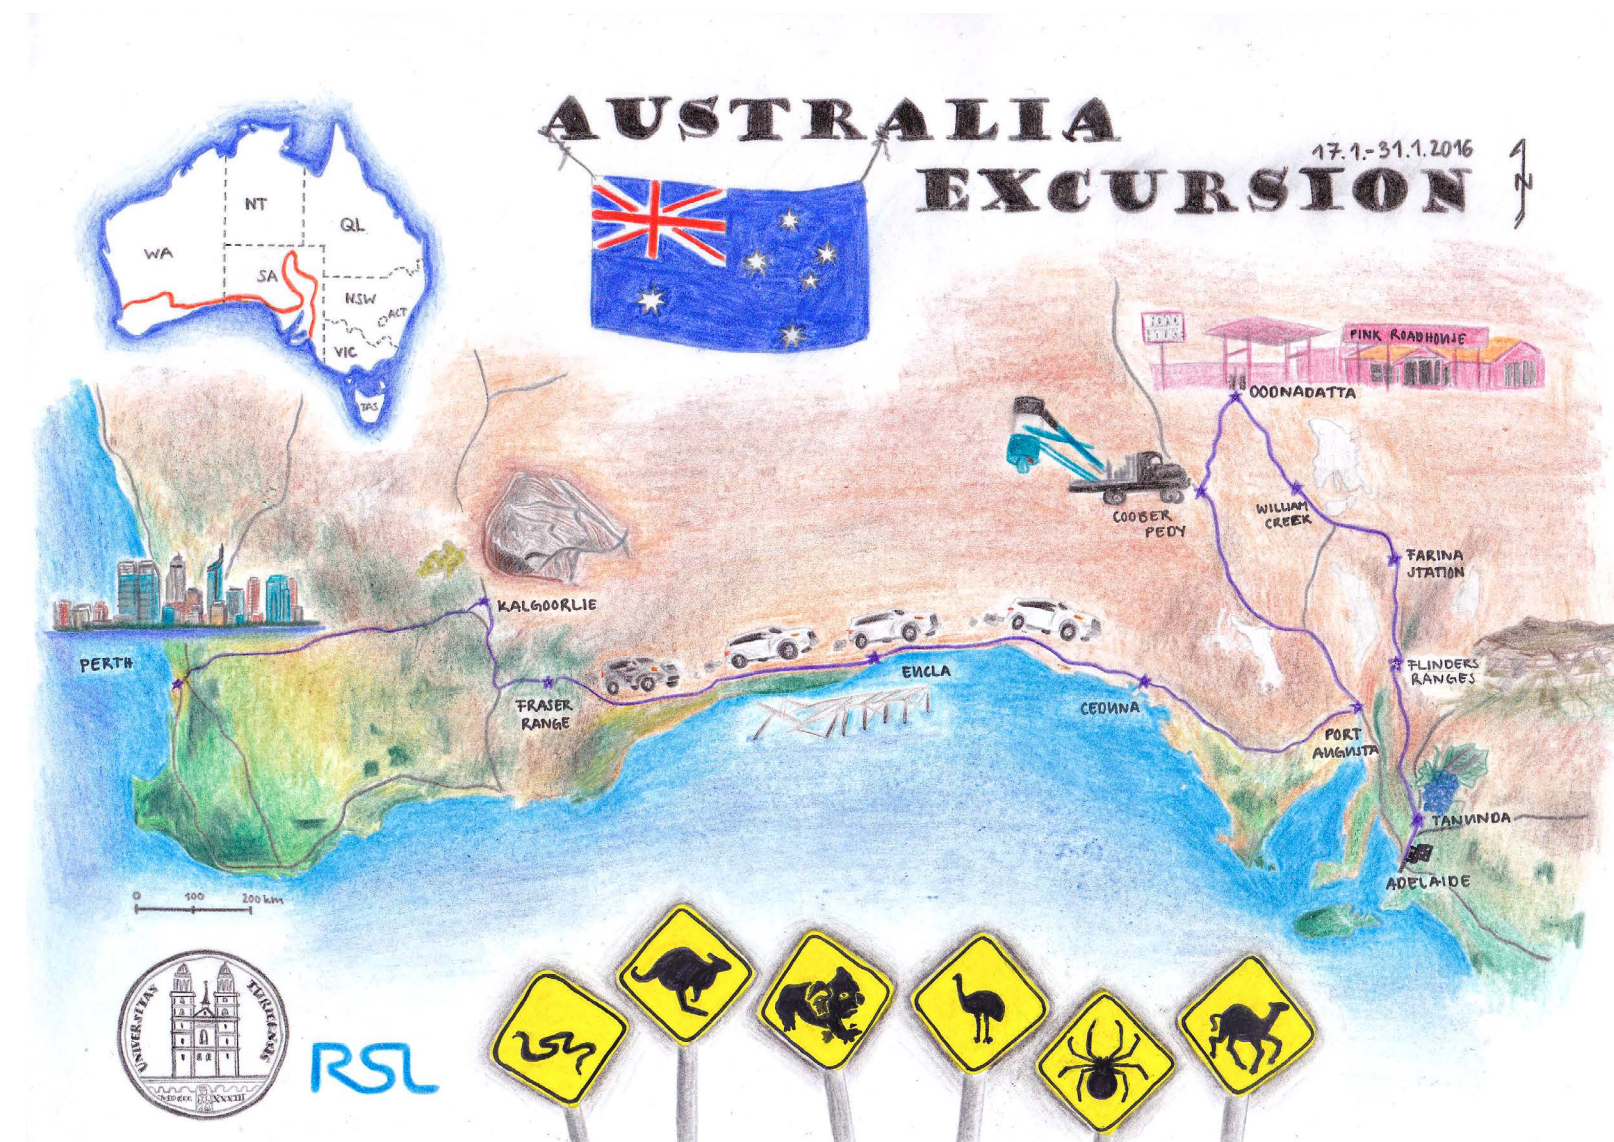 AUSTRALIA
17.1.-31.1.2016
EXCURSION
N
NT
QL
WA
SA
NSW
ACT
VIC
TAS
PINK ROADHOUSE
OODNADATTA
COOBER
PEDY
WILLIAM
CREEK
FARINA
STATION
KALGOORLIE
PERTH
FRASER
RANGE
EUCLA
CEDUNA
FLINDERS
RANGES
PORT
AUGUSTA
TANUNDA
ADELAIDE
0 100 200 km
UNIVERSITAS
TURICENSIS
MDCCC XXXIII
RSL